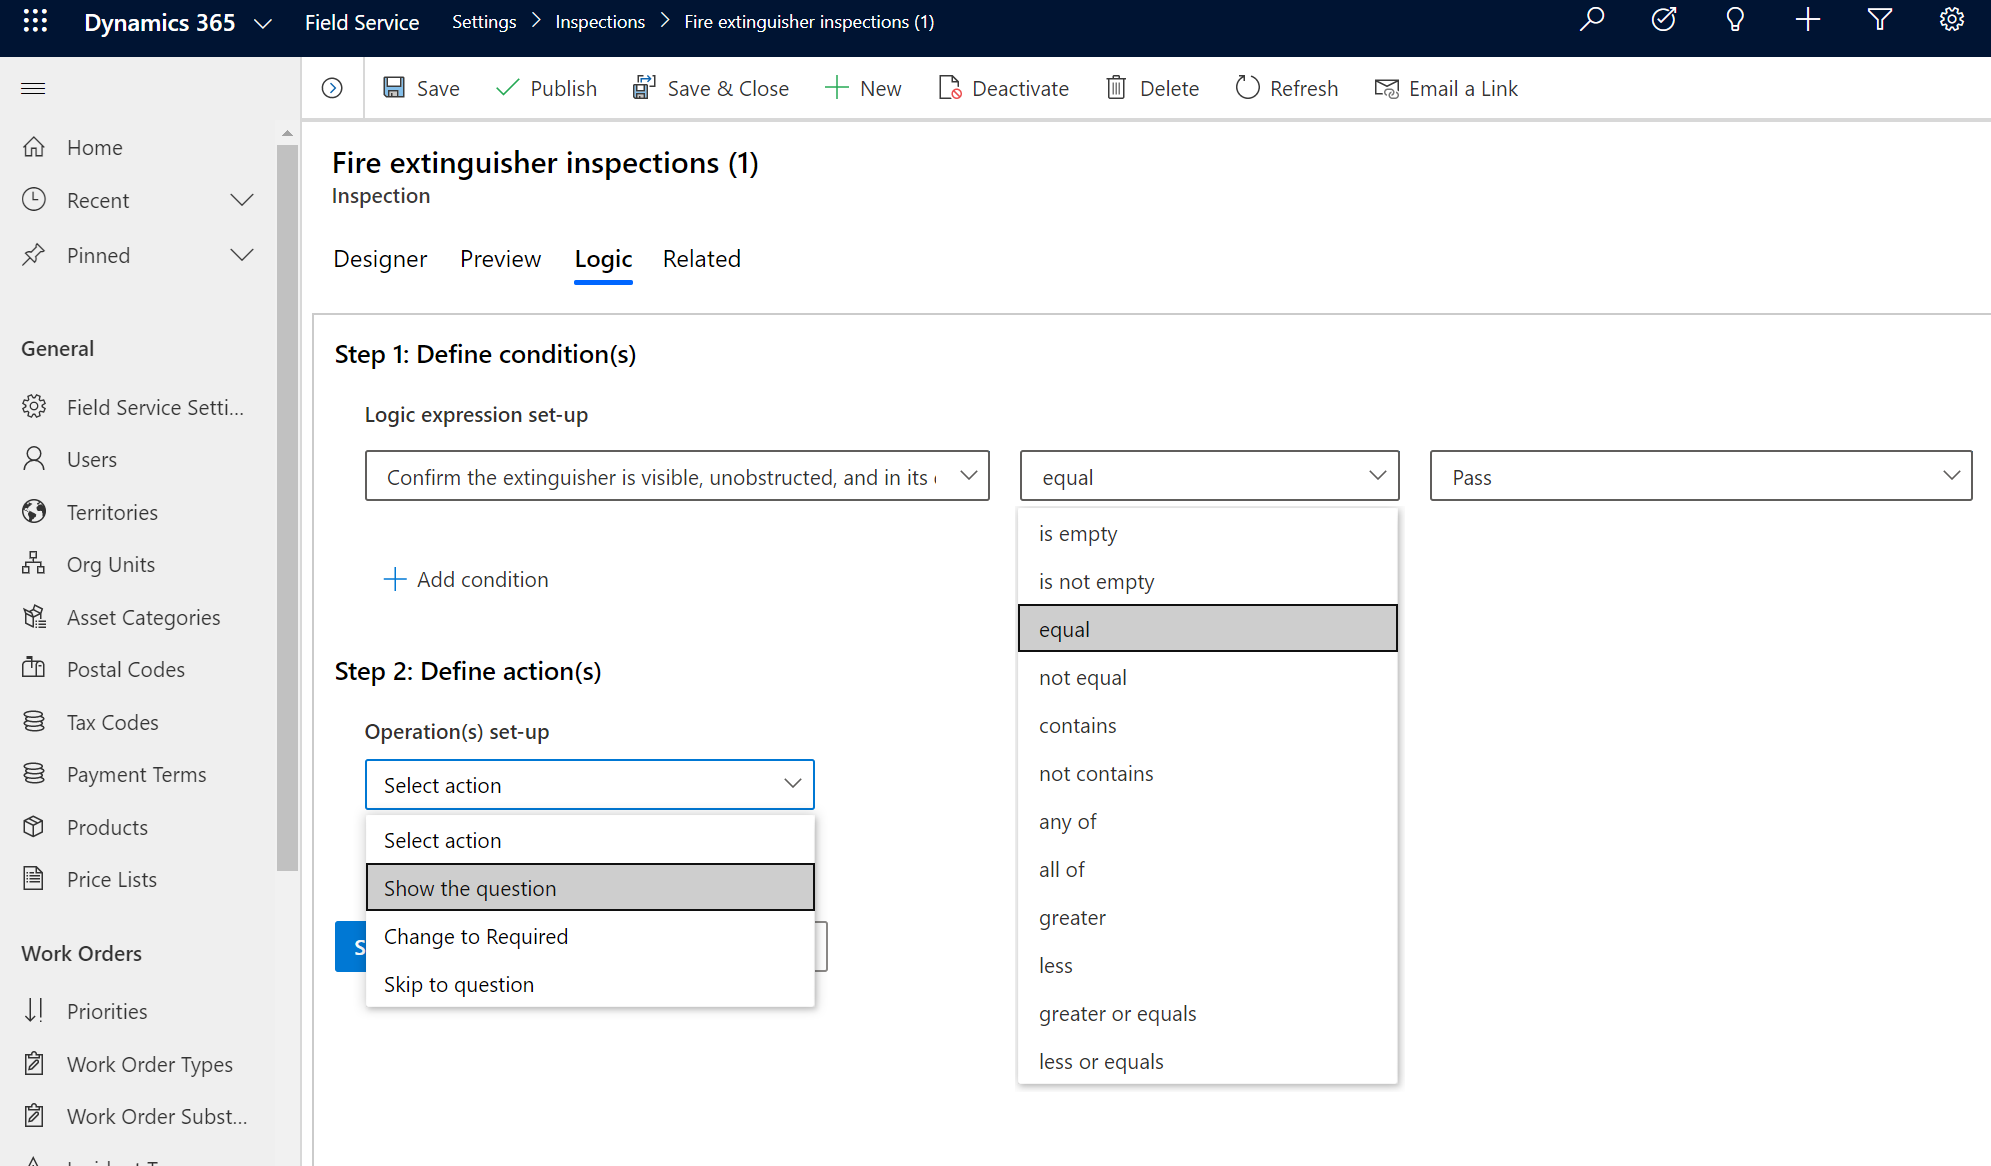 Dynamics 365
Field Service
Settings > Inspections > Fire extinguisher inspections (1)
Save
Publish
Save & Close
New
Deactivate
Delete
Refresh
Email a Link
Home
Recent
Pinned
General
Field Service Setti...
Users
Territories
Org Units
Asset Categories
Postal Codes
Tax Codes
Payment Terms
Products
Price Lists
Work Orders
Priorities
Work Order Types
Work Order Subst...
Fire extinguisher inspections (1)
Inspection
Designer
Preview
Logic
Related
Step 1: Define condition(s)
Logic expression set-up
Confirm the extinguisher is visible, unobstructed, and in its
equal
Pass
is empty
is not empty
equal
not equal
contains
not contains
any of
all of
greater
less
greater or equals
less or equals
Add condition
Step 2: Define action(s)
Operation(s) set-up
Select action
Select action
Show the question
Change to Required
Skip to question
S